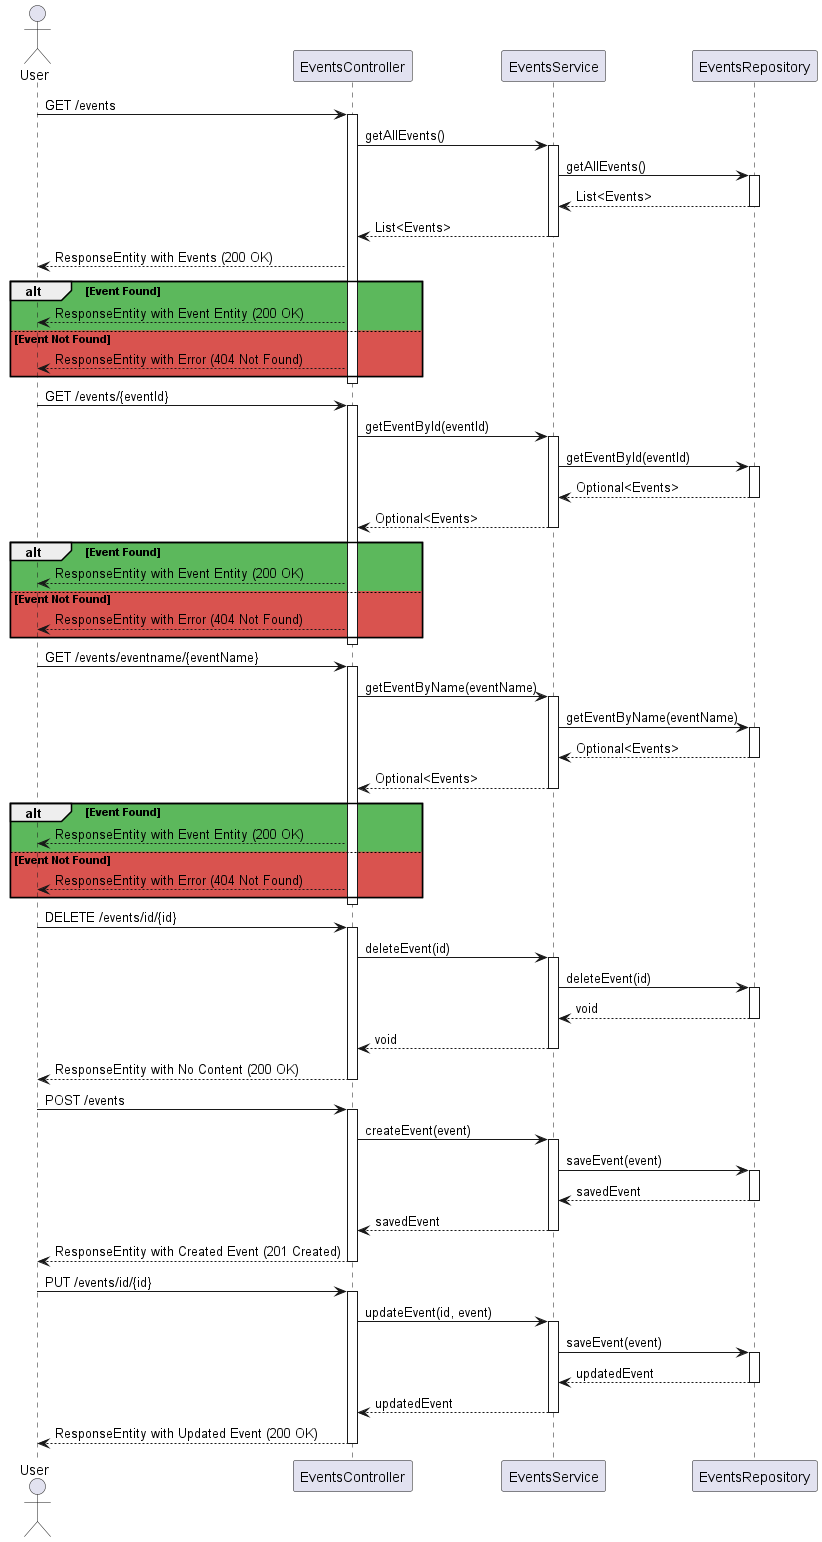 User
EventsController
EventsService
EventsRepository
GET /events
getAllEvents()
getAllEvents()
List<Events>
List<Events>
ResponseEntity with Events (200 OK)
alt [Event Found]
ResponseEntity with Event Entity (200 OK)
[Event Not Found]
ResponseEntity with Error (404 Not Found)
GET /events/{eventId}
getEventById(eventId)
getEventById(eventId)
Optional<Events>
Optional<Events>
alt [Event Found]
ResponseEntity with Event Entity (200 OK)
[Event Not Found]
ResponseEntity with Error (404 Not Found)
GET /events/eventname/{eventName}
getEventByName(eventName)
getEventByName(eventName)
Optional<Events>
Optional<Events>
alt [Event Found]
ResponseEntity with Event Entity (200 OK)
[Event Not Found]
ResponseEntity with Error (404 Not Found)
DELETE /events/id/{id}
deleteEvent(id)
deleteEvent(id)
void
void
ResponseEntity with No Content (200 OK)
POST /events
createEvent(event)
saveEvent(event)
savedEvent
savedEvent
ResponseEntity with Created Event (201 Created)
PUT /events/id/{id}
updateEvent(id, event)
saveEvent(event)
updatedEvent
updatedEvent
ResponseEntity with Updated Event (200 OK)
User
EventsController
EventsService
EventsRepository